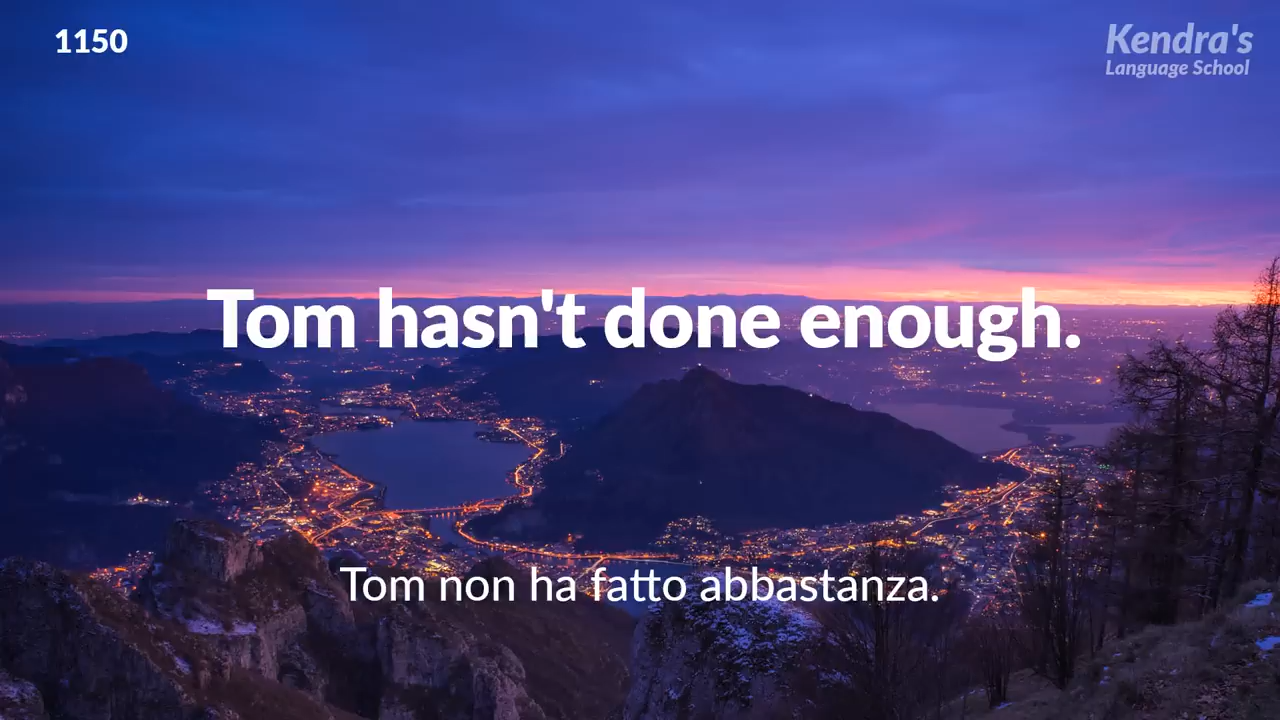 1150
Kendra's
Language School
Tom hasn't done enough.
Tom non ha fatto abbastanza.